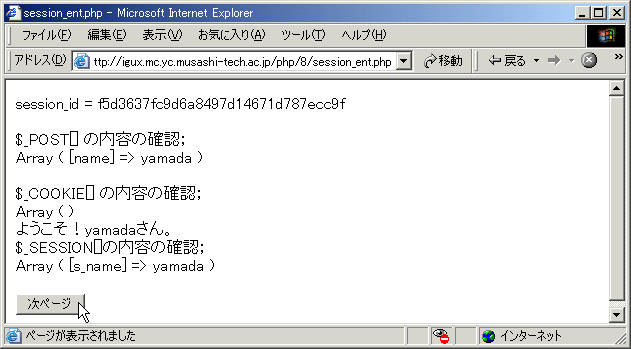 session_ent.php - Microsoft Internet Explorer
ファイル(F) 編集(E) 表示(V) お気に入り(A) ツール(T) ヘルプ(H)
アドレス(D) ttp://igux.mc.yc.musashi-tech.ac.jp/php/8/session_ent.php 移動 戻る »
session_id = f5d3637fc9d6a8497d14671d787ecc9f
$_POST[] の内容の確認;
Array ( [name] => yamada )
$_COOKIE[] の内容の確認;
Array ( )
ようこそ！yamadaさん。
$_SESSION[]の内容の確認;
Array ( [s_name] => yamada )
次ページ
ページが表示されました インターネット